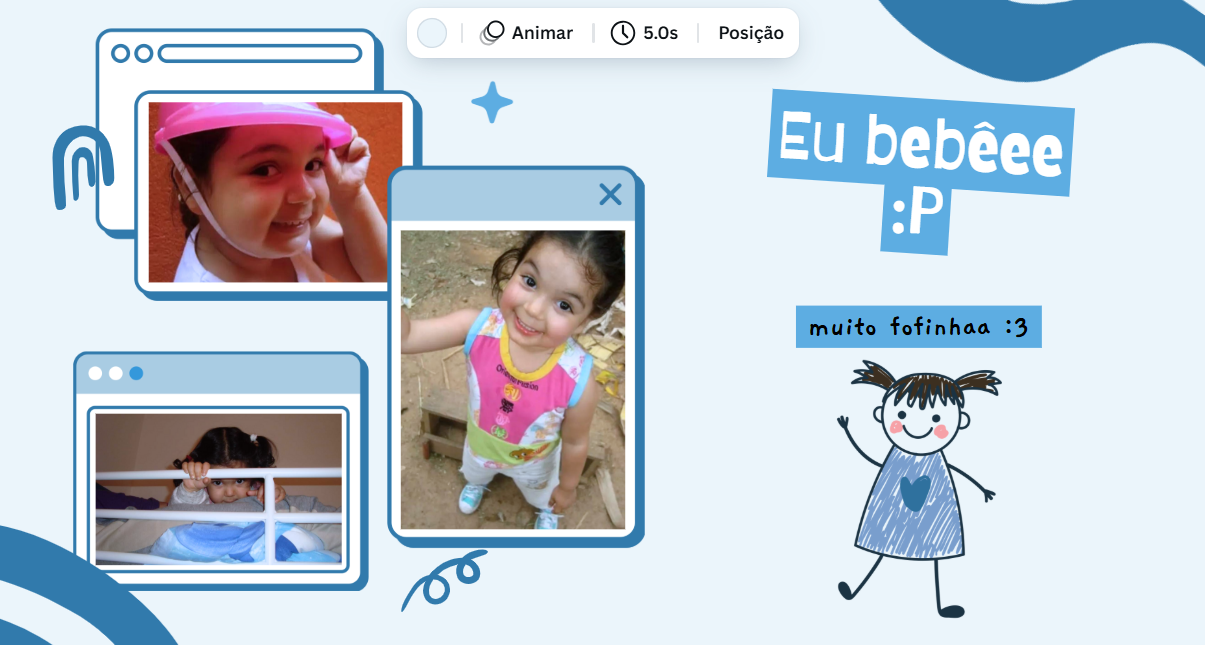 Animar
5.0s
Posição
Eu bebêee
:P
muito fofinhaa :3